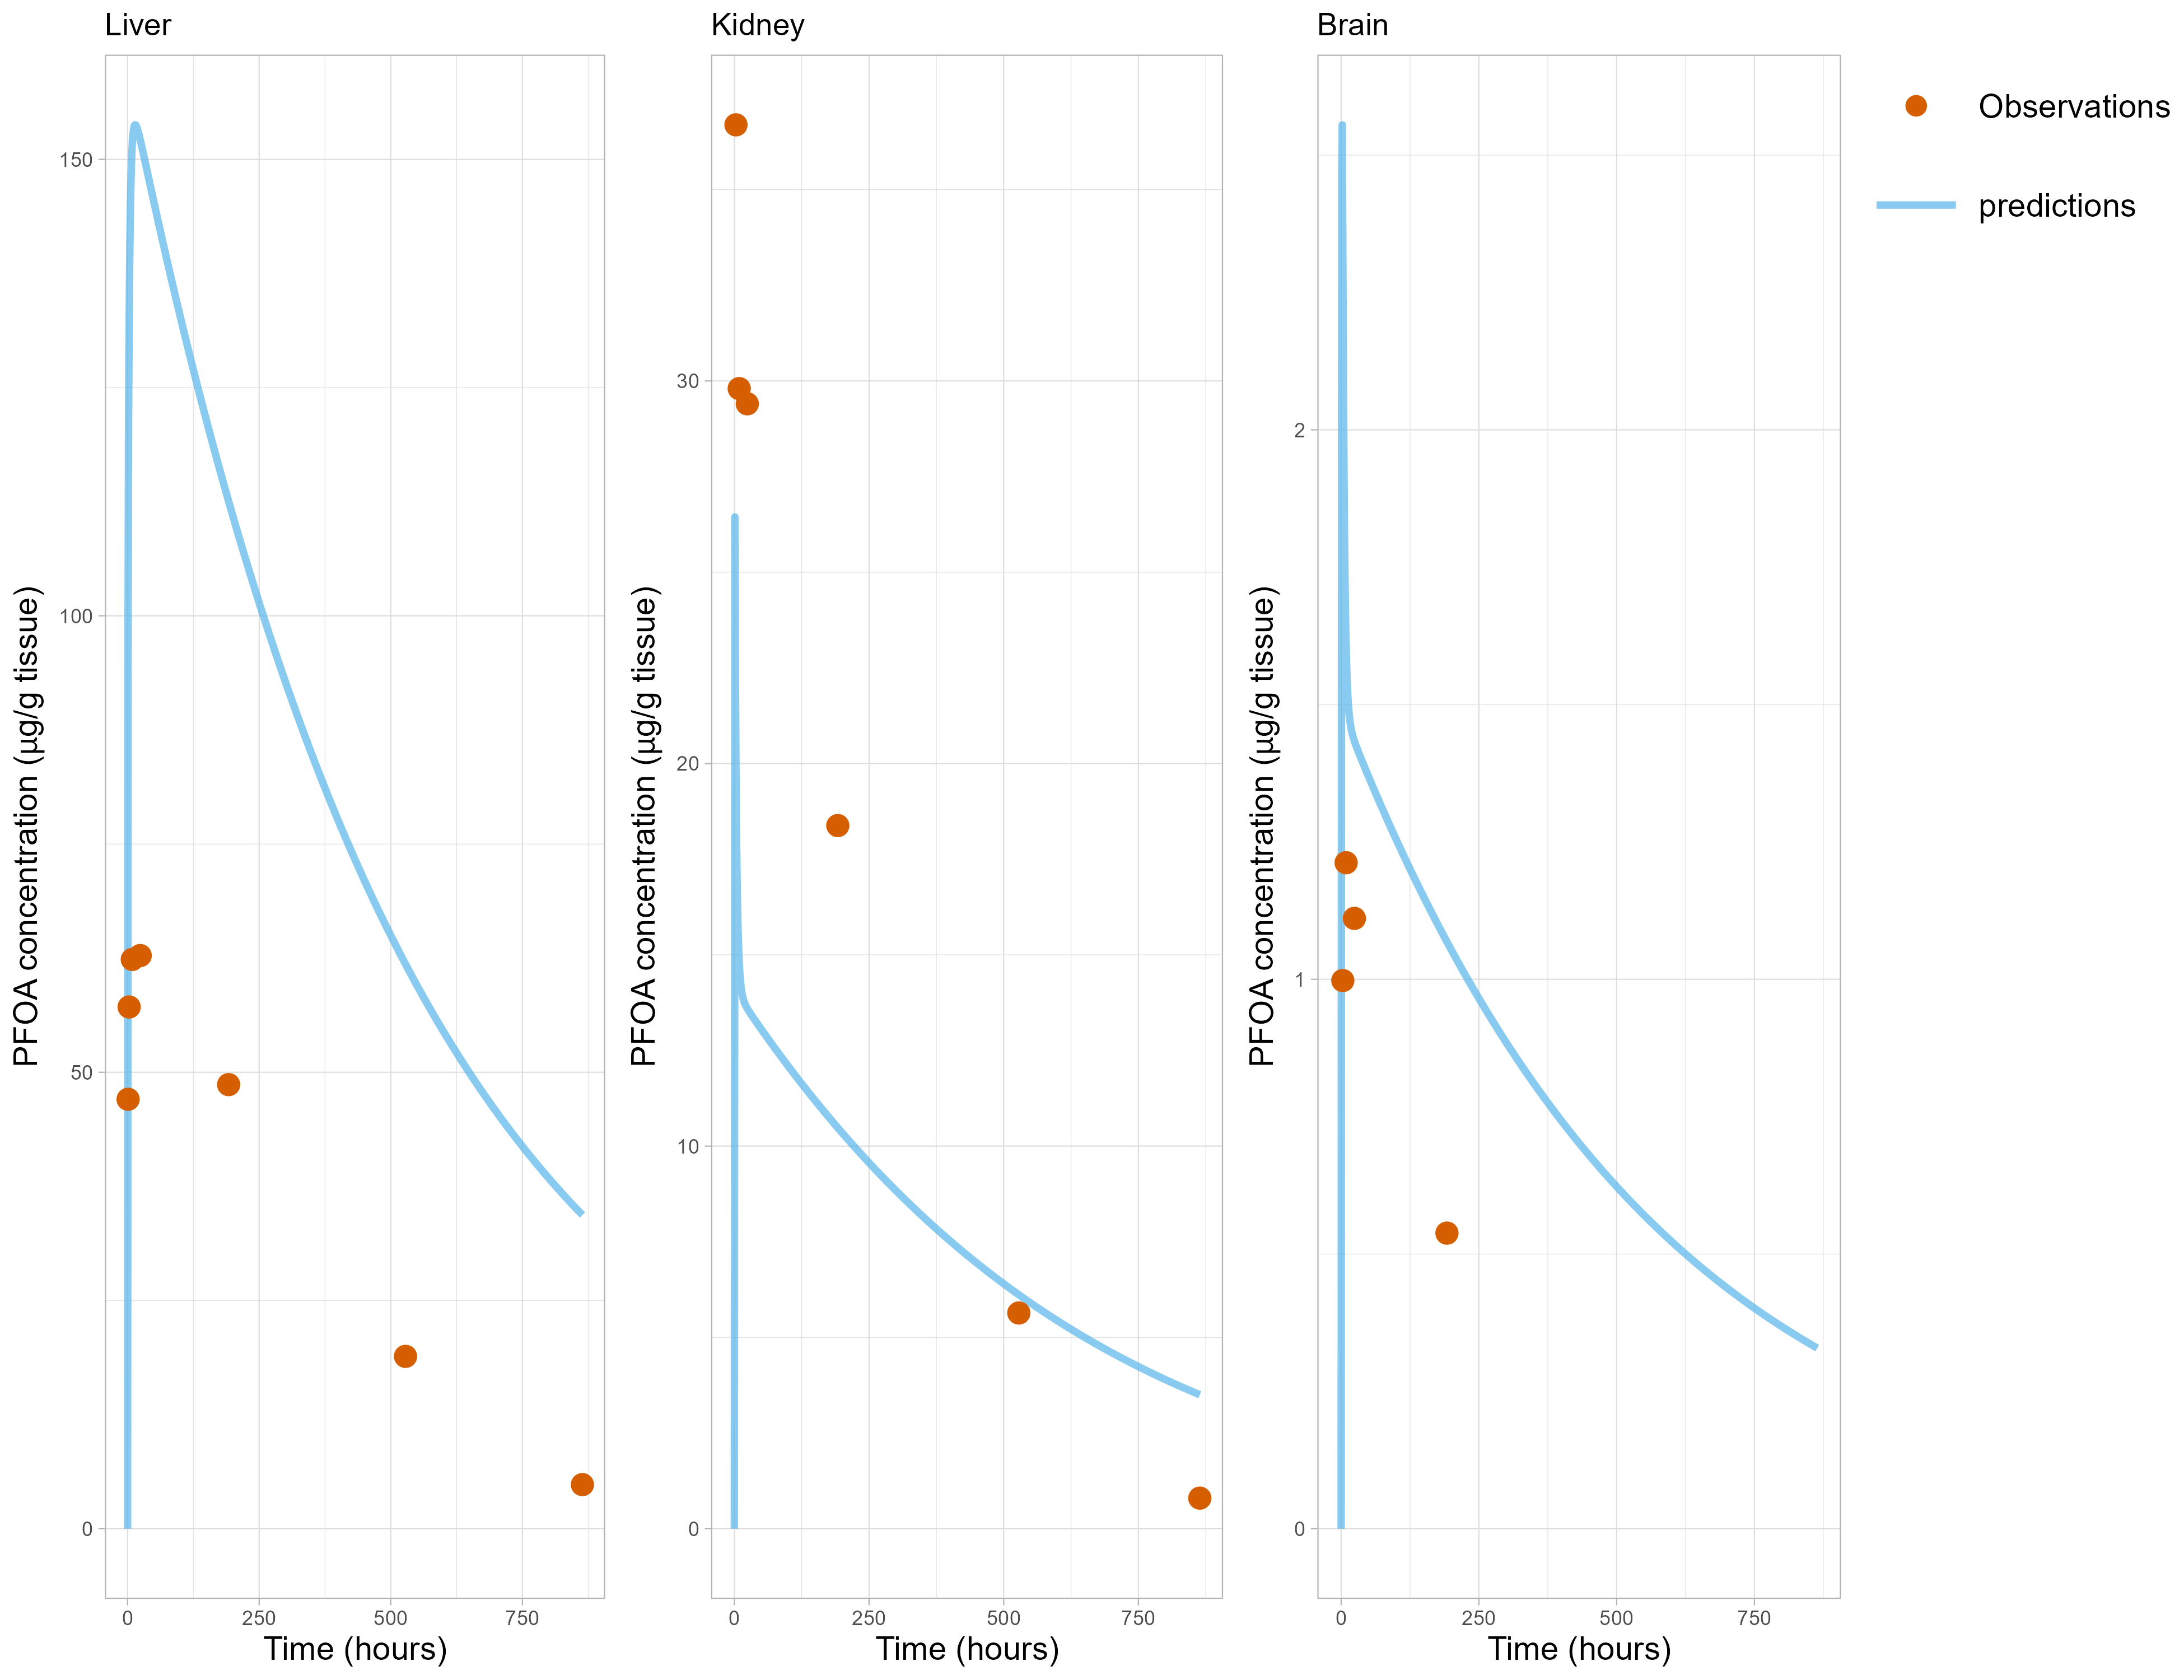 Liver
PFOA concentration (µg/g tissue)
150
100
50
0
0 250 500 750
Time (hours)
Kidney
PFOA concentration (µg/g tissue)
30
20
10
0
0 250 500 750
Time (hours)
Brain
PFOA concentration (µg/g tissue)
2
1
0
0 250 500 750
Time (hours)
Observations
predictions